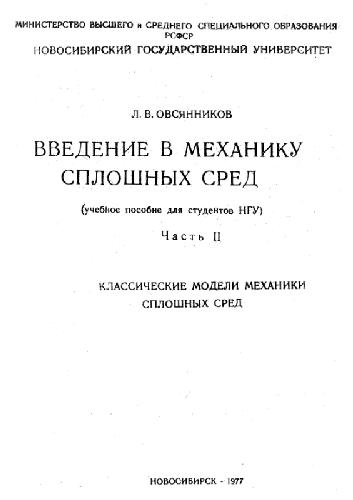 МИНИСТЕРСТВО ВЫСШЕГО и СРЕДНЕГО СПЕЦИАЛЬНОГО ОБРАЗОВАНИЯ
РСФСР
НОВОСИБИРСКИЙ ГОСУДАРСТВЕННЫЙ УНИВЕРСИТЕТ
Л. В. ОВСЯННИКОВ
ВВЕДЕНИЕ В МЕХАНИКУ
СПЛОШНЫХ СРЕД
(учебное пособие для студентов НГУ)
Часть II
КЛАССИЧЕСКИЕ МОДЕЛИ МЕХАНИКИ
СПЛОШНЫХ СРЕД
НОВОСИБИРСК - 1977